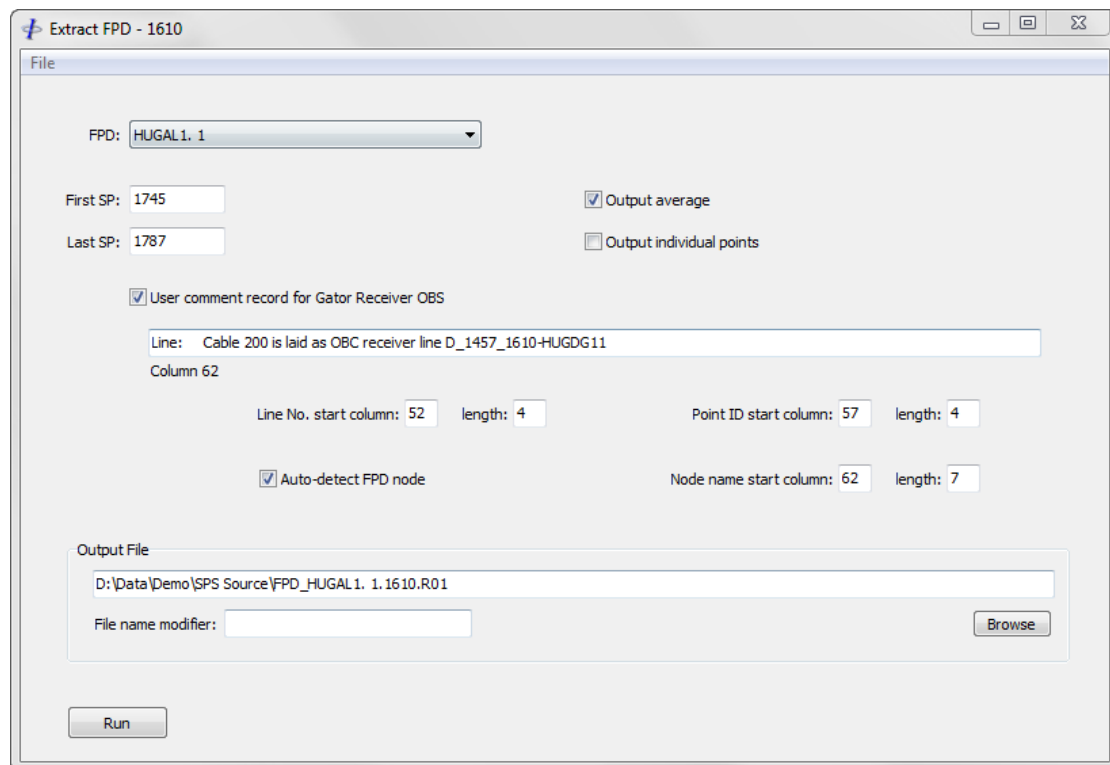 Extract FPD - 1610
File
FPD: HUGAL1. 1
First SP: 1745
Output average
Last SP: 1787
Output individual points
User comment record for Gator Receiver OBS
Line: Cable 200 is laid as OBC receiver line D_1457_1610-HUGDG11
Column 62
Line No. start column: 52 length: 4 Point ID start column: 57 length: 4
Auto-detect FPD node Node name start column: 62 length: 7
Output File
D:\Data\Demo\SPS Source\FPD_HUGAL1. 1.1610.R01
File name modifier:
Browse
Run